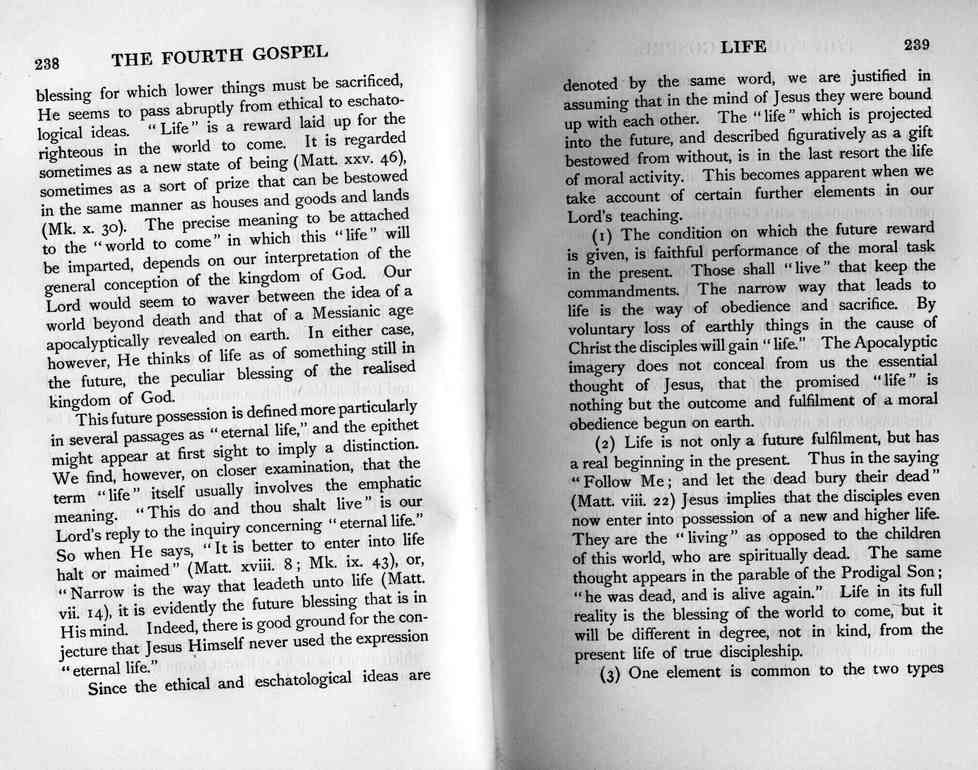 238 THE FOURTH GOSPEL
blessing for which lower things must be sacrificed,
He seems to pass abruptly from ethical to eschato-
logical ideas. “Life” is a reward laid up for the
righteous in the world to come. It is regarded
sometimes as a new state of being (Matt. xxv. 46),
sometimes as a sort of prize that can be bestowed
in the same manner as houses and goods and lands
(Mk. x. 30). The precise meaning to be attached
to the “world to come” in which this “life” will
be imparted, depends on our interpretation of the
general conception of the kingdom of God. Our
Lord would seem to waver between the idea of a
world beyond death and that of a Messianic age
apocalyptically revealed on earth. In either case,
however, He thinks of life as of something still in
the future, the peculiar blessing of the realised
kingdom of God.
This future possession is defined more particularly
in several passages as “eternal life,” and the epithet
might appear at first sight to imply a distinction.
We find, however, on closer examination, that the
term “life” itself usually involves the emphatic
meaning. “This do and thou shalt live” is our
Lord's reply to the inquiry concerning “eternal life.”
So when He says, “It is better to enter into life
halt or maimed” (Matt. xviii. 8; Mk. ix. 43), or,
“Narrow is the way that leadeth unto life (Matt.
vii. 14), it is evidently the future blessing that is in
His mind. Indeed, there is good ground for the con-
jecture that Jesus Himself never used the expression
“eternal life.”
Since the ethical and eschatological ideas are
LIFE 239
denoted by the same word, we are justified in
assuming that in the mind of Jesus they were bound
up with each other. The “life” which is projected
into the future, and described figuratively as a gift
bestowed from without, is in the last resort the life
of moral activity. This becomes apparent when we
take account of certain further elements in our
Lord's teaching.
(1) The condition on which the future reward
is given, is faithful performance of the moral task
in the present. Those shall “live” that keep the
commandments. The narrow way that leads to
life is the way of obedience and sacrifice. By
voluntary loss of earthly things in the cause of
Christ the disciples will gain “life.” The Apocalyptic
imagery does not conceal from us the essential
thought of Jesus, that the promised “life” is
nothing but the outcome and fulfilment of a moral
obedience begun on earth.
(2) Life is not only a future fulfilment, but has
a real beginning in the present. Thus in the saying
“Follow Me; and let the dead bury their dead”
(Matt. viii. 22) Jesus implies that the disciples even
now enter into possession of a new and higher life.
They are the “living” as opposed to the children
of this world, who are spiritually dead. The same
thought appears in the parable of the Prodigal Son;
“he was dead, and is alive again.” Life in its full
reality is the blessing of the world to come, but it
will be different in degree, not in kind, from the
present life of true discipleship.
(3) One element is common to the two types